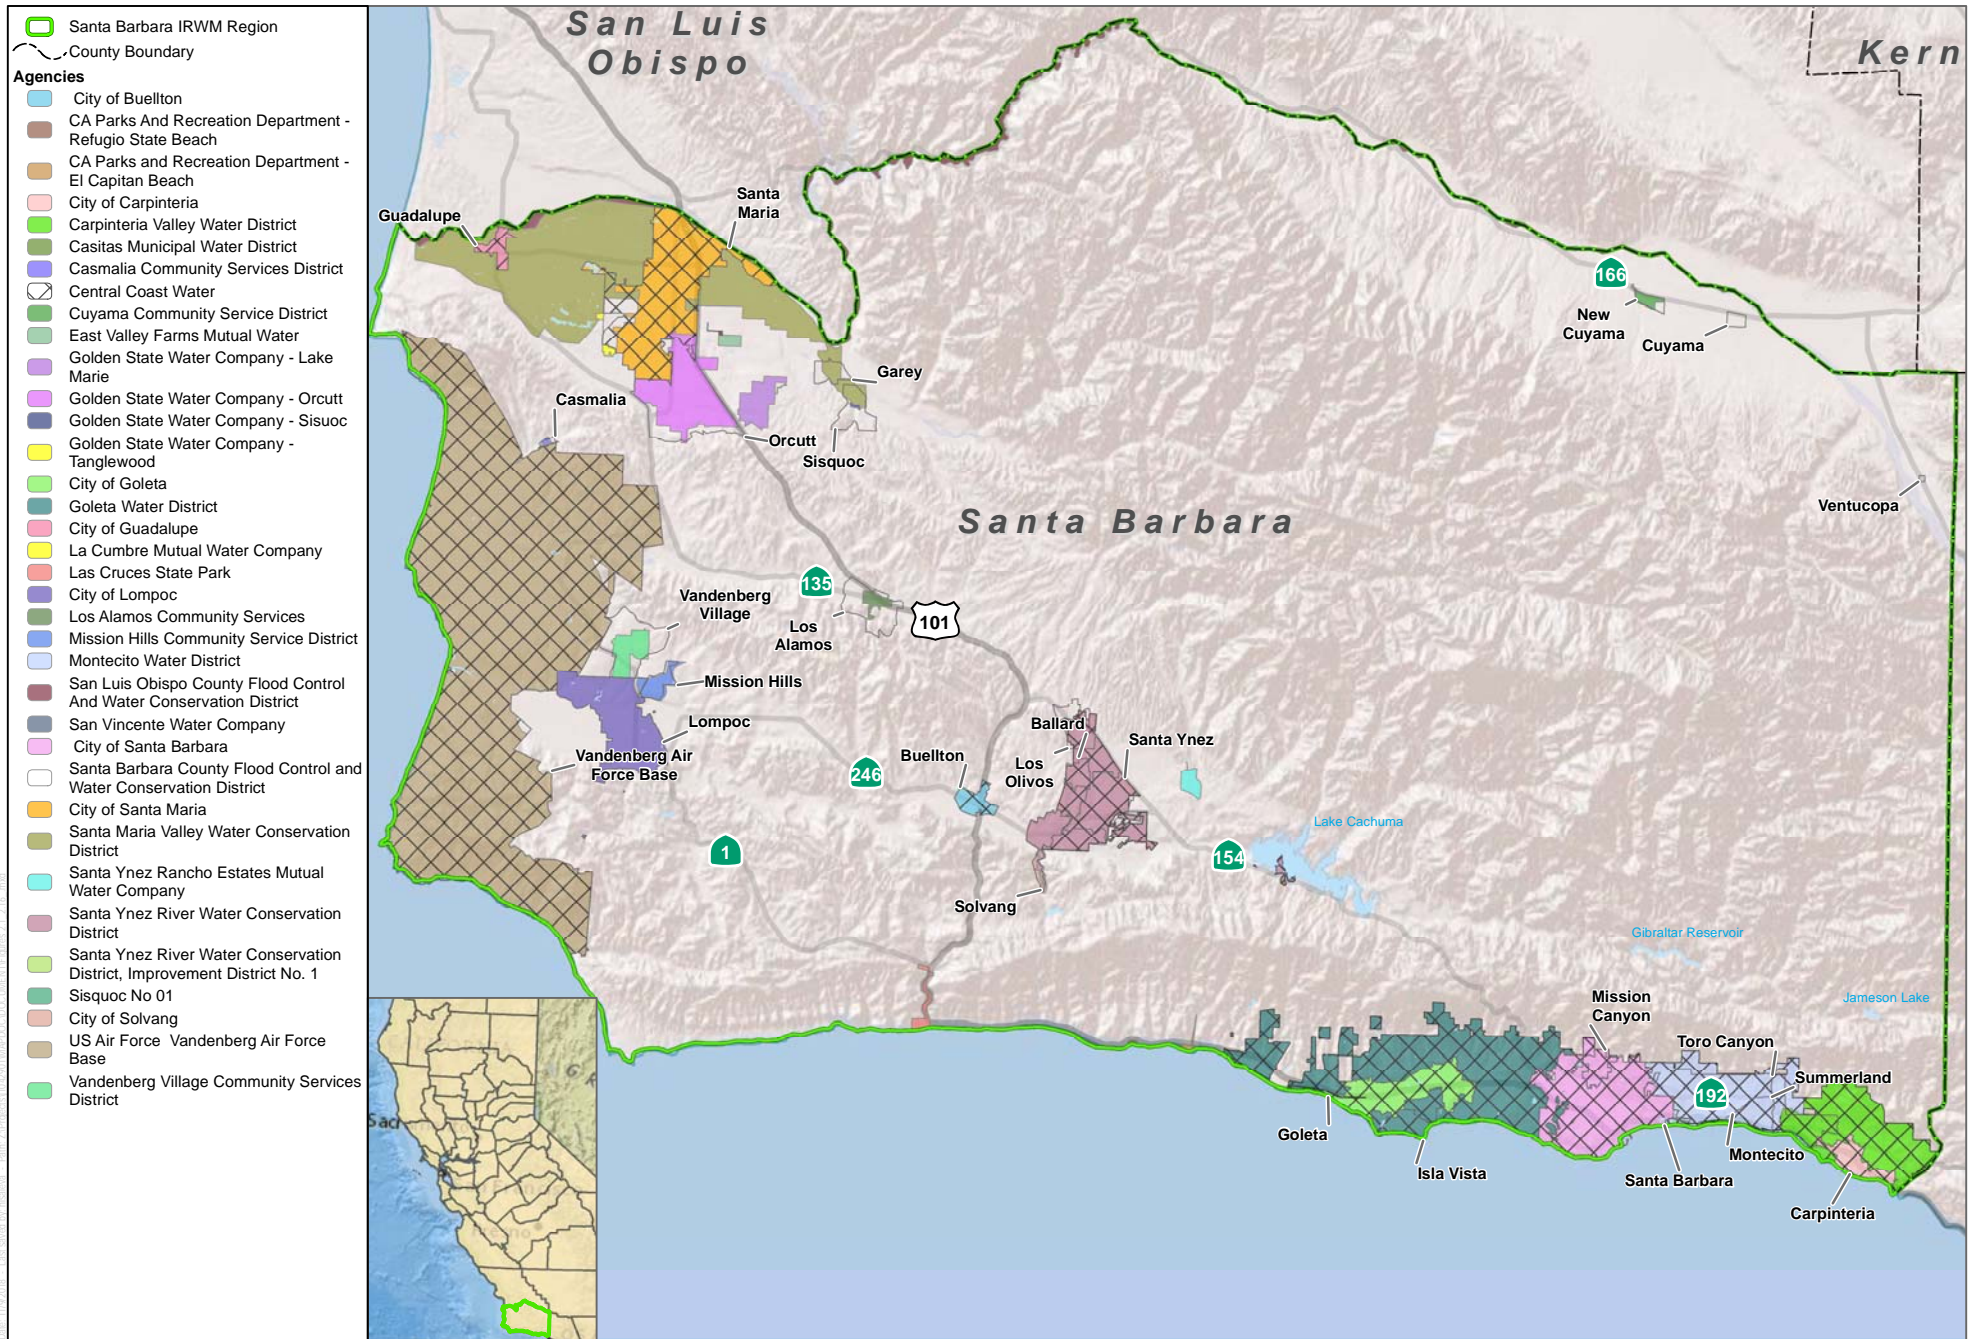 Santa Barbara IRWM Region
County Boundary
Agencies
City of Buellton
CA Parks And Recreation Department -
Refugio State Beach
CA Parks and Recreation Department -
El Capitan Beach
City of Carpinteria
Carpinteria Valley Water District
Casitas Municipal Water District
Casmalia Community Services District
Central Coast Water
Cuyama Community Service District
East Valley Farms Mutual Water
Golden State Water Company - Lake
Marie
Golden State Water Company - Orcutt
Golden State Water Company - Sisuoc
Golden State Water Company -
Tanglewood
City of Goleta
Goleta Water District
City of Guadalupe
La Cumbre Mutual Water Company
Las Cruces State Park
City of Lompoc
Los Alamos Community Services
Mission Hills Community Service District
Montecito Water District
San Luis Obispo County Flood Control
And Water Conservation District
San Vincente Water Company
City of Santa Barbara
Santa Barbara County Flood Control and
Water Conservation District
City of Santa Maria
Santa Maria Valley Water Conservation
District
Santa Ynez Rancho Estates Mutual
Water Company
Santa Ynez River Water Conservation
District
Santa Ynez River Water Conservation
District, Improvement District No. 1
Sisquoc No 01
City of Solvang
US Air Force Vandenberg Air Force
Base
Vandenberg Village Community Services
District
San Luis
Obispo
Kern
Santa
Maria
Guadalupe
166
New
Cuyama
Cuyama
Garey
Casmalia
Orcutt
Sisquoc
Ventucopa
Santa Barbara
135
Vandenberg
Village
Los
Alamos
101
Mission Hills
Lompoc
Ballard
Santa Ynez
Vandenberg Air
Force Base
246
Buellton
Los
Olivos
Lake Cachuma
1
154
Solvang
Gibraltar Reservoir
Jameson Lake
Mission
Canyon
Toro Canyon
Summerland
192
Goleta
Isla Vista
Montecito
Santa Barbara
Carpinteria